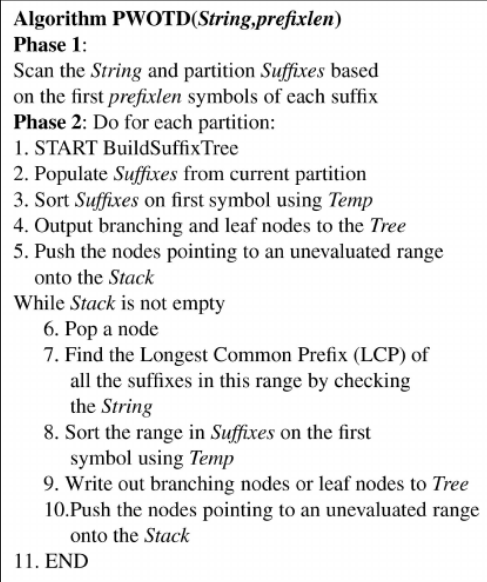 Algorithm PWOTD(String,prefixlen)
Phase 1:
Scan the String and partition Suffixes based
on the first prefixlen symbols of each suffix
Phase 2: Do for each partition:
1. START BuildSuffixTree
2. Populate Suffixes from current partition
3. Sort Suffixes on first symbol using Temp
4. Output branching and leaf nodes to the Tree
5. Push the nodes pointing to an unevaluated range
onto the Stack
While Stack is not empty
6. Pop a node
7. Find the Longest Common Prefix (LCP) of
all the suffixes in this range by checking
the String
8. Sort the range in Suffixes on the first
symbol using Temp
9. Write out branching nodes or leaf nodes to Tree
10.Push the nodes pointing to an unevaluated range
onto the Stack
11. END